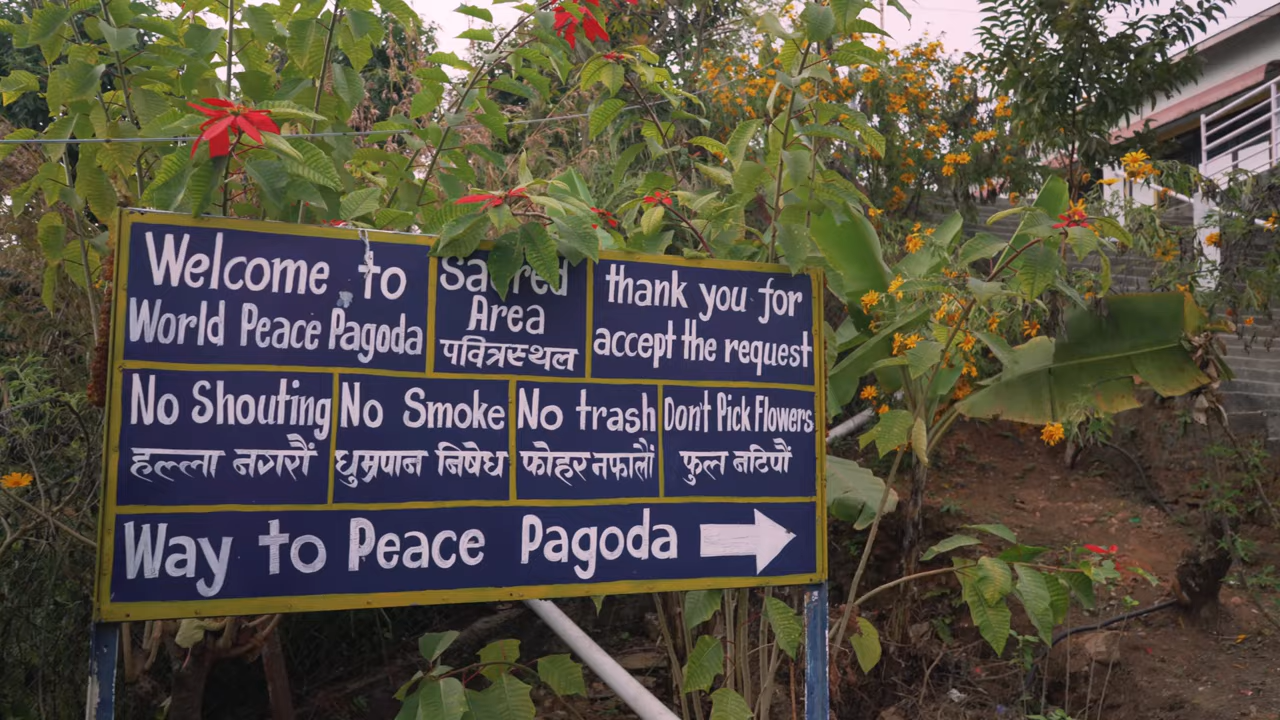 Welcome to
World Peace Pagoda
Sacred
Area
पवित्रस्थल
thank you for
accept the request
No Shouting
हल्ला नगरौं
No Smoke
धुम्रपान निषेध
No trash
फोहर नफालौं
Don't Pick Flowers
फुल नटिपौं
Way to Peace Pagoda